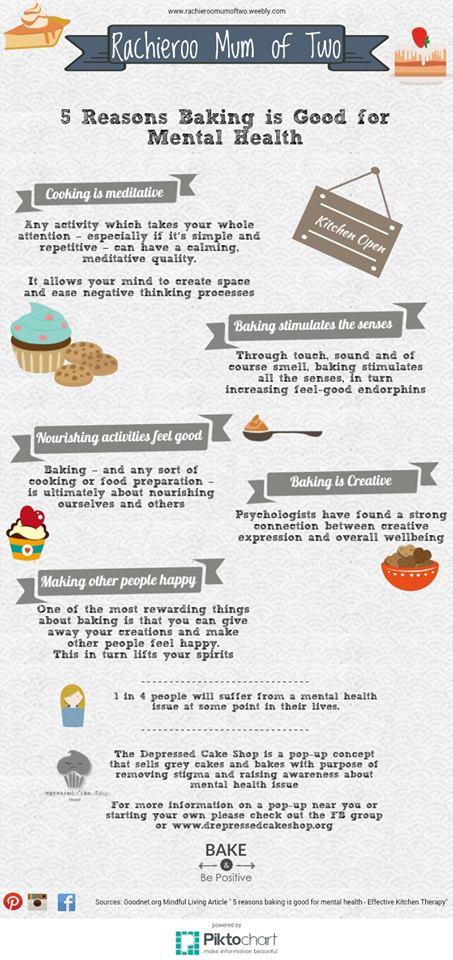 www.rachieroomumoftwo.weebly.com
Rachieroo Mum of Two
5 Reasons Baking is Good for
Mental Health
Cooking is meditative
Any activity which takes your whole
attention - especially if it's simple and
repetitive - can have a calming,
meditative quality.
It allows your mind to create space
and ease negative thinking processes
Kitchen Open
Baking stimulates the senses
Through touch, sound and of
course smell, baking stimulates
all the senses, in turn
increasing feel-good endorphins
Nourishing activities feel good
Baking - and any sort of
cooking or food preparation -
is ultimately about nourishing
ourselves and others
Baking is Creative
Psychologists have found a strong
connection between creative
expression and overall wellbeing
Making other people happy
One of the most rewarding things
about baking is that you can give
away your creations and make
other people feel happy.
This in turn lifts your spirits
1 in 4 people will suffer from a mental health
issue at some point in their lives.
The Depressed Cake Shop is a pop-up concept
that sells grey cakes and bakes with purpose of
removing stigma and raising awareness about
mental health issue
Depressed Cake Shop
For more information on a pop-up near you or
starting your own please check out the FB group
or www.drepressedcakeshop.org
BAKE
&
Be Positive
Sources: Goodnet.org Mindful Living Article " 5 reasons baking is good for mental health - Effective Kitchen Therapy"
powered by
Piktochart
make information beautiful